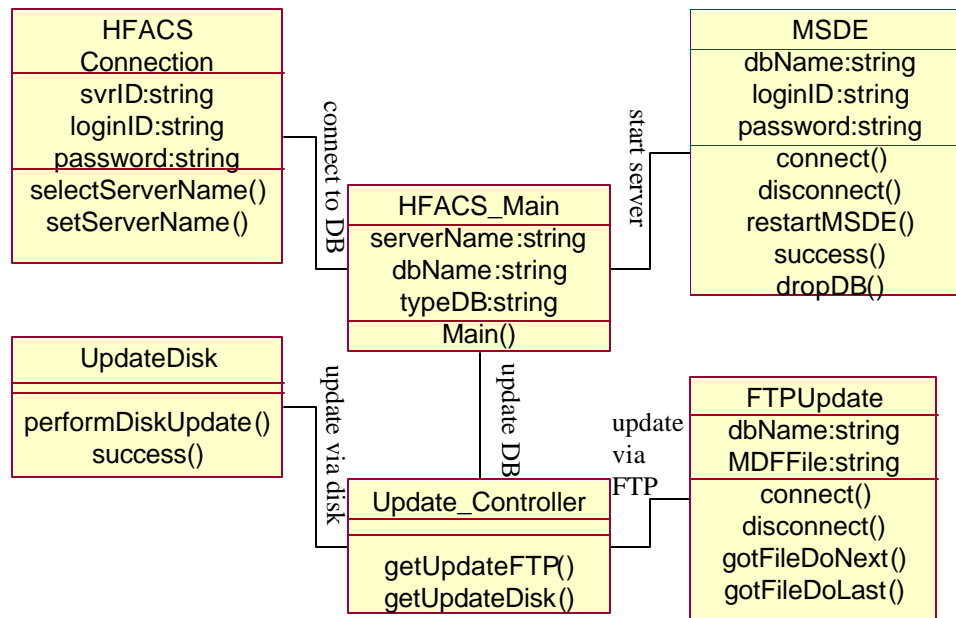 HFACS
Connection
svrID:string
loginID:string
password:string
selectServerName()
setServerName()
connect to DB
HFACS_Main
serverName:string
dbName:string
typeDB:string
Main()
start server
MSDE
dbName:string
loginID:string
password:string
connect()
disconnect()
restartMSDE()
success()
dropDB()
UpdateDisk
performDiskUpdate()
success()
update via disk
update DB
Update_Controller
getUpdateFTP()
getUpdateDisk()
update
via
FTP
FTPUpdate
dbName:string
MDFFile:string
connect()
disconnect()
gotFileDoNext()
gotFileDoLast()